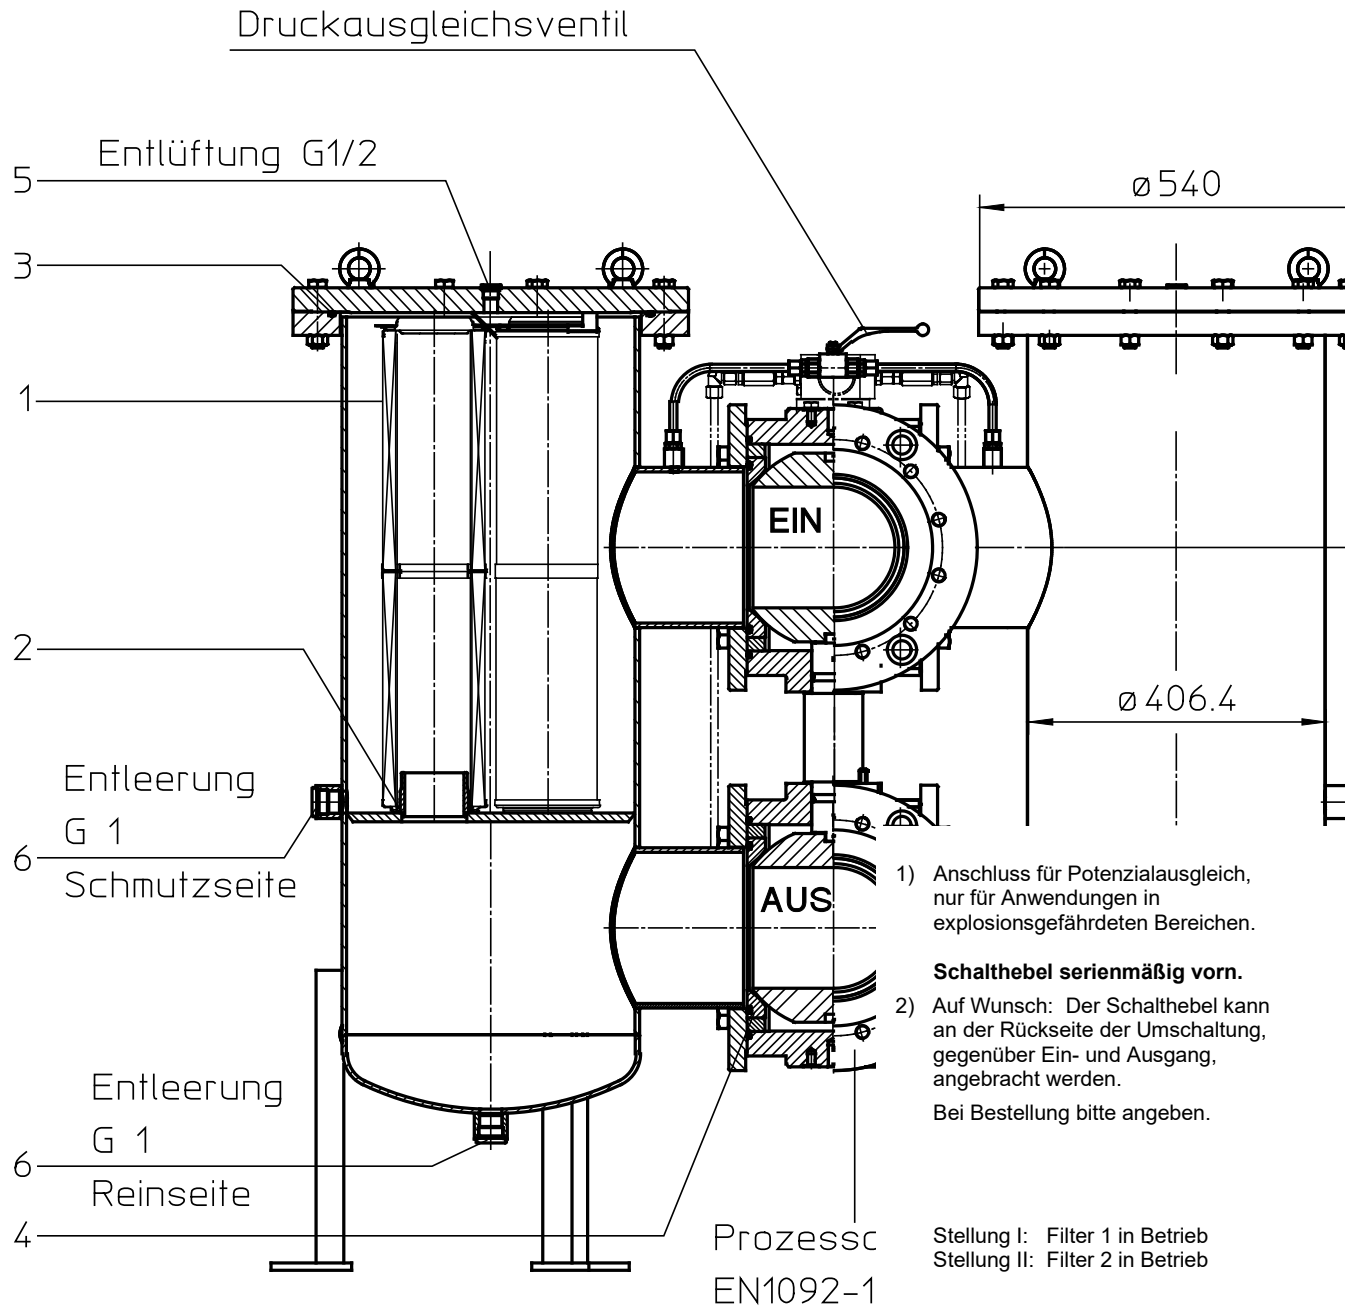 Druckausgleichsventil
Entlüftung G1/2
5
ø540
3
1
EIN
2
ø406.4
Entleerung
G 1
6
Schmutzseite
AUS
1) Anschluss für Potenzialausgleich,
nur für Anwendungen in
explosionsgefährdeten Bereichen.
Schalthebel serienmäßig vorn.
2) Auf Wunsch: Der Schalthebel kann
an der Rückseite der Umschaltung,
gegenüber Ein- und Ausgang,
angebracht werden.
Bei Bestellung bitte angeben.
Entleerung
G 1
6
Reinseite
4
EN1092-1
Stellung I: Filter 1 in Betrieb
Stellung II: Filter 2 in Betrieb